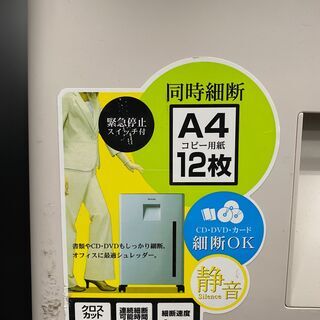 同時細断
緊急停止
スイッチ付
A4
コピー用紙
12枚
CD・DVD・カード
細断OK
書類やCD・DVDもしっかり細断、
オフィスに最適シュレッダー。
静音
Silence
クロス
カット
連続細断
可能時間
細断速度